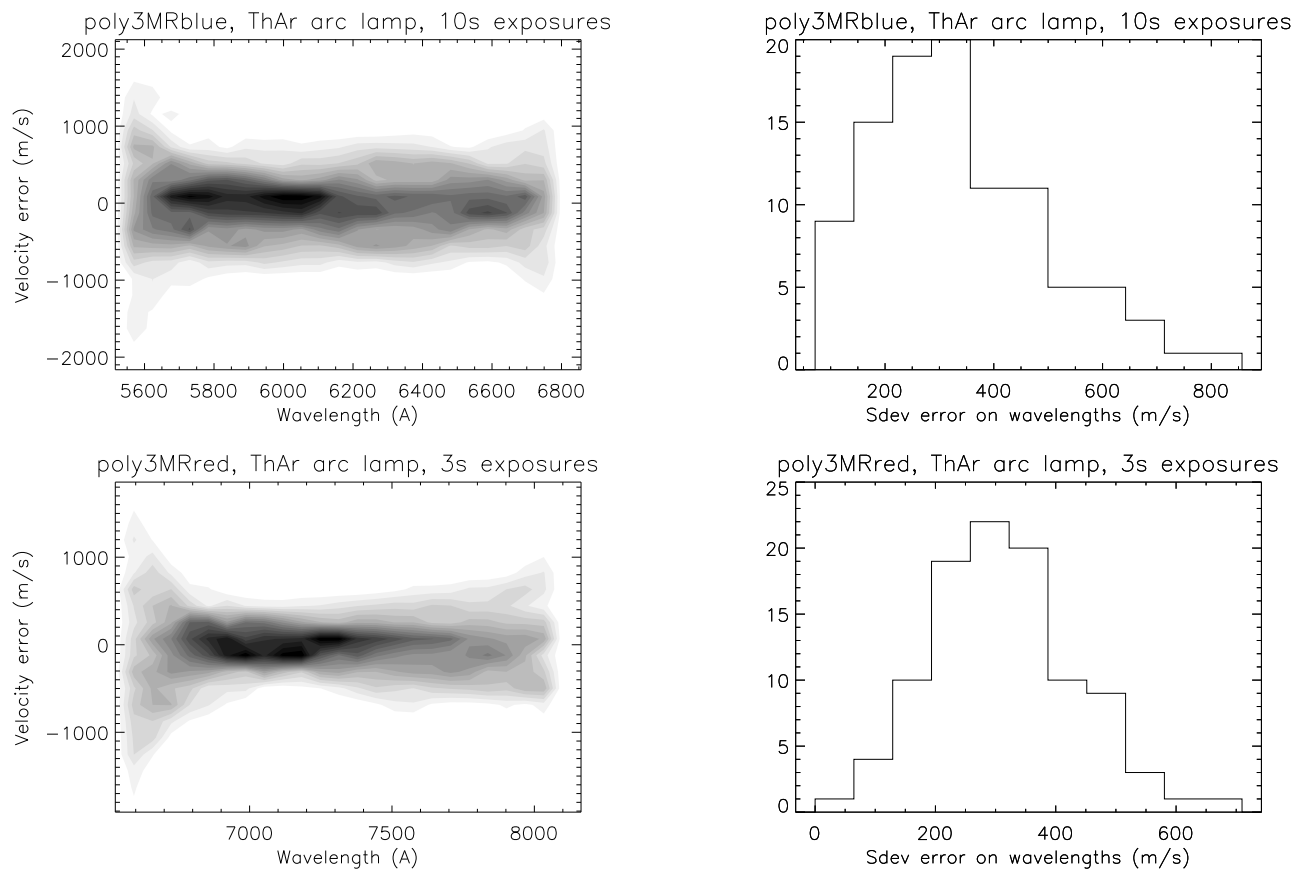 poly3MRblue, ThAr arc lamp, 10s exposures
2000
1000
0
−1000
−2000
Velocity error (m/s)
5600 5800 6000 6200 6400 6600 6800
Wavelength (A)
poly3MRblue, ThAr arc lamp, 10s exposures
20
15
10
5
0
200 400 600 800
Sdev error on wavelengths (m/s)
poly3MRred, ThAr arc lamp, 3s exposures
1000
0
−1000
Velocity error (m/s)
7000 7500 8000
Wavelength (A)
poly3MRred, ThAr arc lamp, 3s exposures
25
20
15
10
5
0
0 200 400 600
Sdev error on wavelengths (m/s)